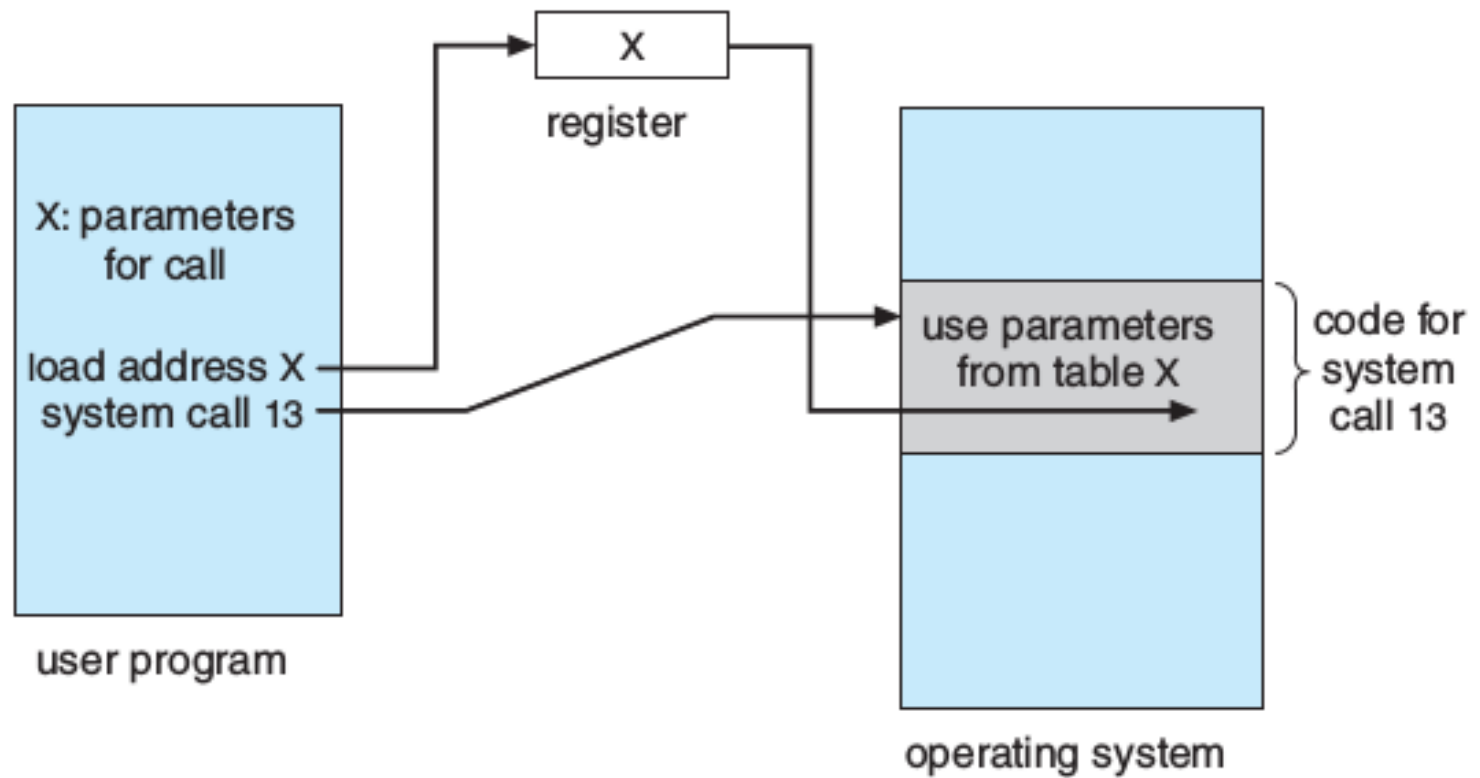 X
register
X: parameters
for call
load address X
system call 13
user program
use parameters
from table X
code for
system
call 13
operating system